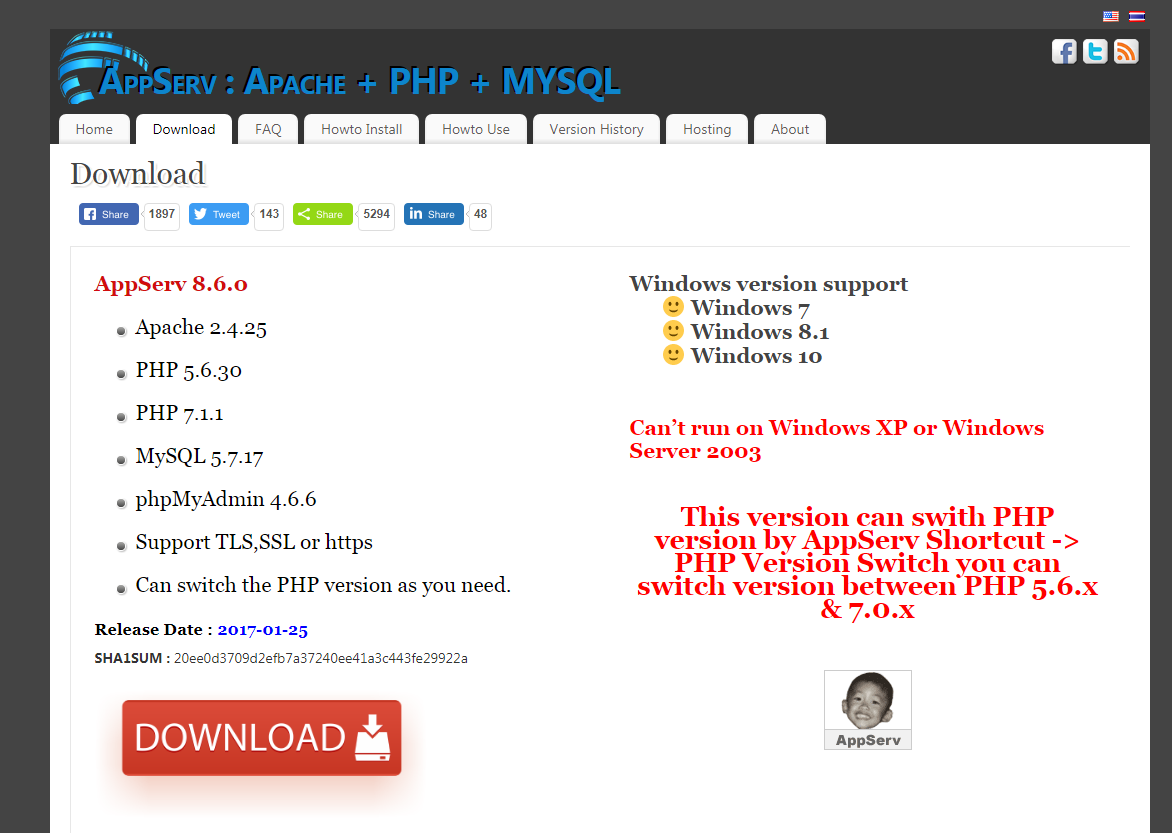 AppServ : Apache + PHP + MySQL
Home
Download
FAQ
Howto Install
Howto Use
Version History
Hosting
About
Download
Share 1897 Tweet 143 Share 5294 Share 48
AppServ 8.6.0
Apache 2.4.25
PHP 5.6.30
PHP 7.1.1
MySQL 5.7.17
phpMyAdmin 4.6.6
Support TLS,SSL or https
Can switch the PHP version as you need.
Release Date : 2017-01-25
SHA1SUM : 20ee0d3709d2efb7a37240ee41a3c443fe29922a
DOWNLOAD
Windows version support
Windows 7
Windows 8.1
Windows 10
Can’t run on Windows XP or Windows
Server 2003
This version can swith PHP
version by AppServ Shortcut ->
PHP Version Switch you can
switch version between PHP 5.6.x
& 7.0.x
AppServ